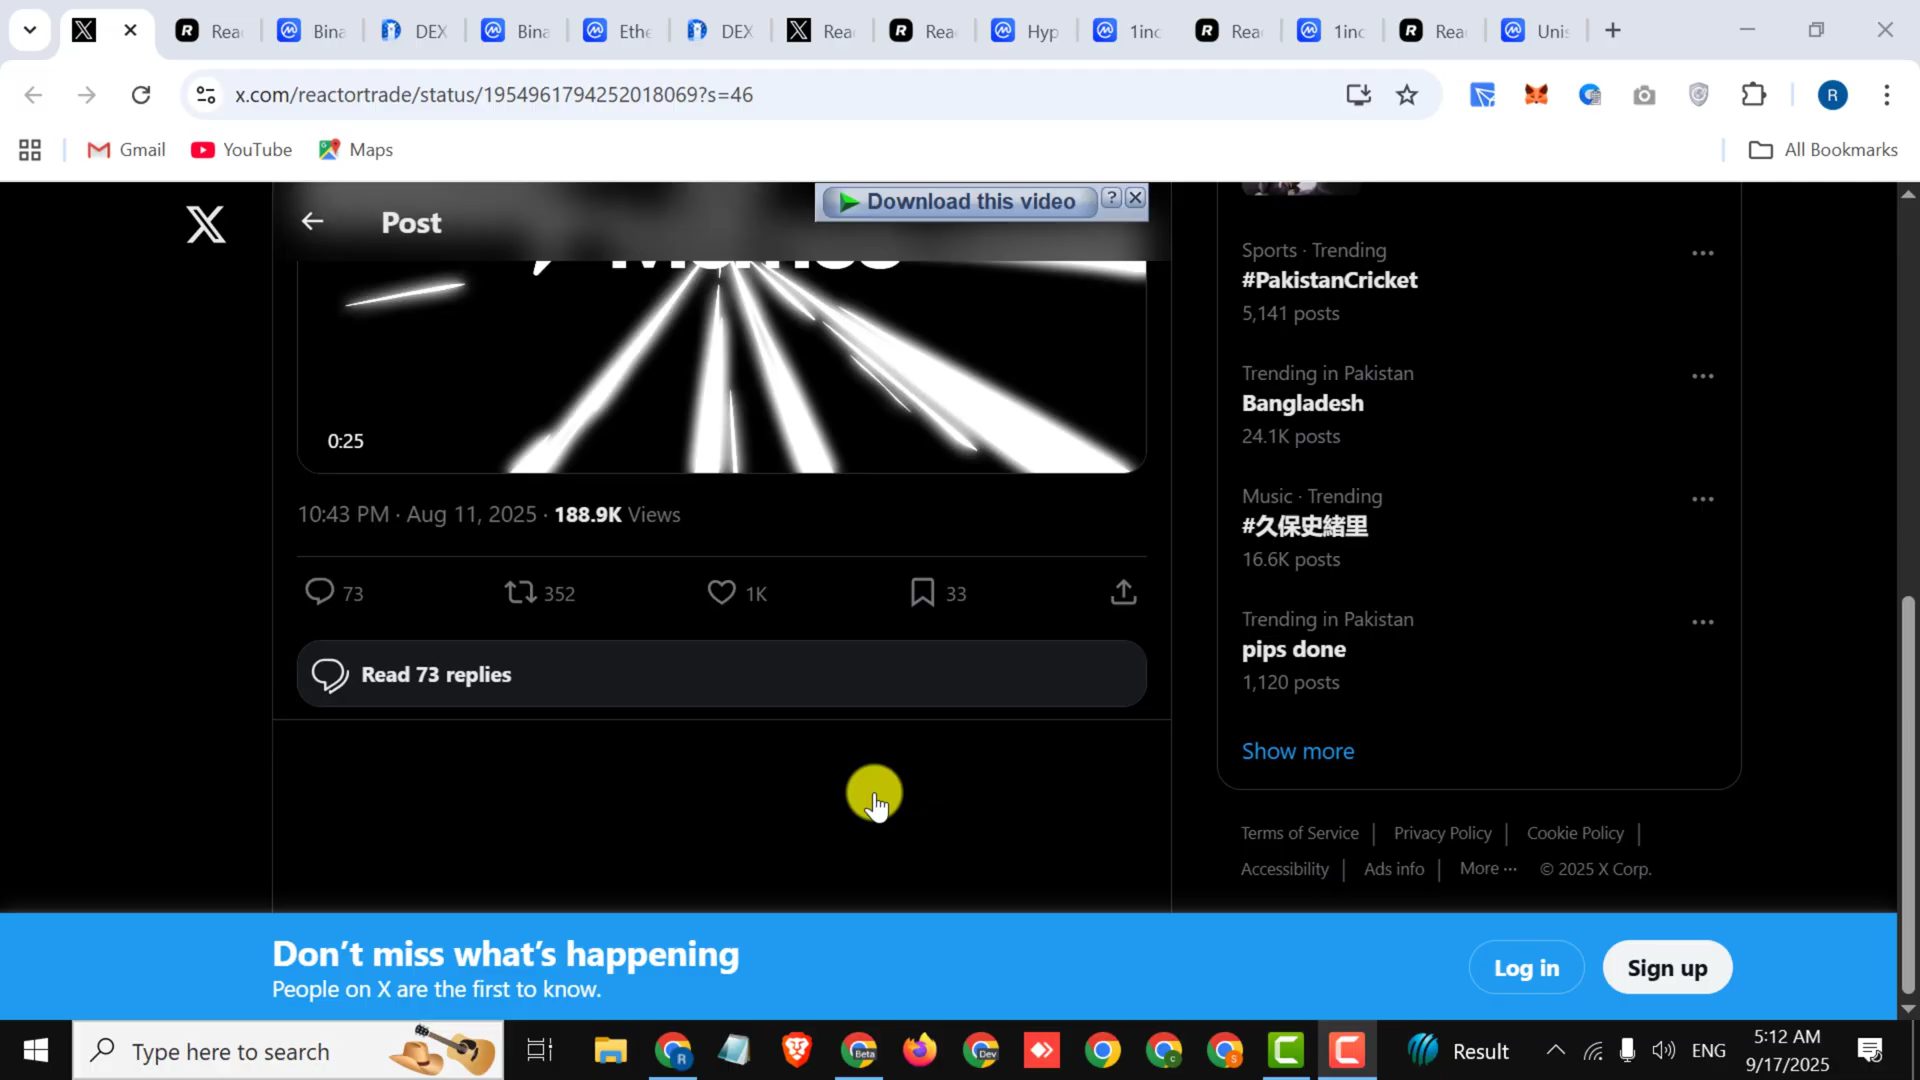 Reac
Bina
DEX
Bina
Ethe
DEX
Rea
Rea
Hyp
1inc
Rea
1inc
Rea
Unis
x.com/reactortrade/status/1954961794252018069?s=46
R
Gmail
YouTube
Maps
All Bookmarks
Post
Download this video
?
0:25
10:43 PM · Aug 11, 2025 · 188.9K Views
73
352
1K
33
Read 73 replies
Sports · Trending
#PakistanCricket
5,141 posts
Trending in Pakistan
Bangladesh
24.1K posts
Music · Trending
#久保史緒里
16.6K posts
Trending in Pakistan
pips done
1,120 posts
Show more
Terms of Service | Privacy Policy | Cookie Policy |
Accessibility | Ads info | More ··· © 2025 X Corp.
Don’t miss what’s happening
People on X are the first to know.
Log in
Sign up
Type here to search
R
Beta
Dev
Result
ENG
5:12 AM
9/17/2025